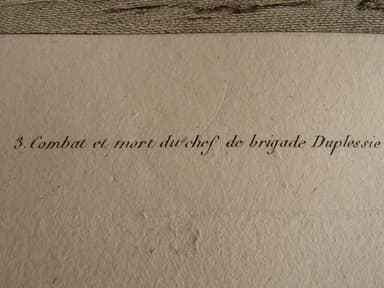 3. Combat et mort du chef de brigade Duplessie